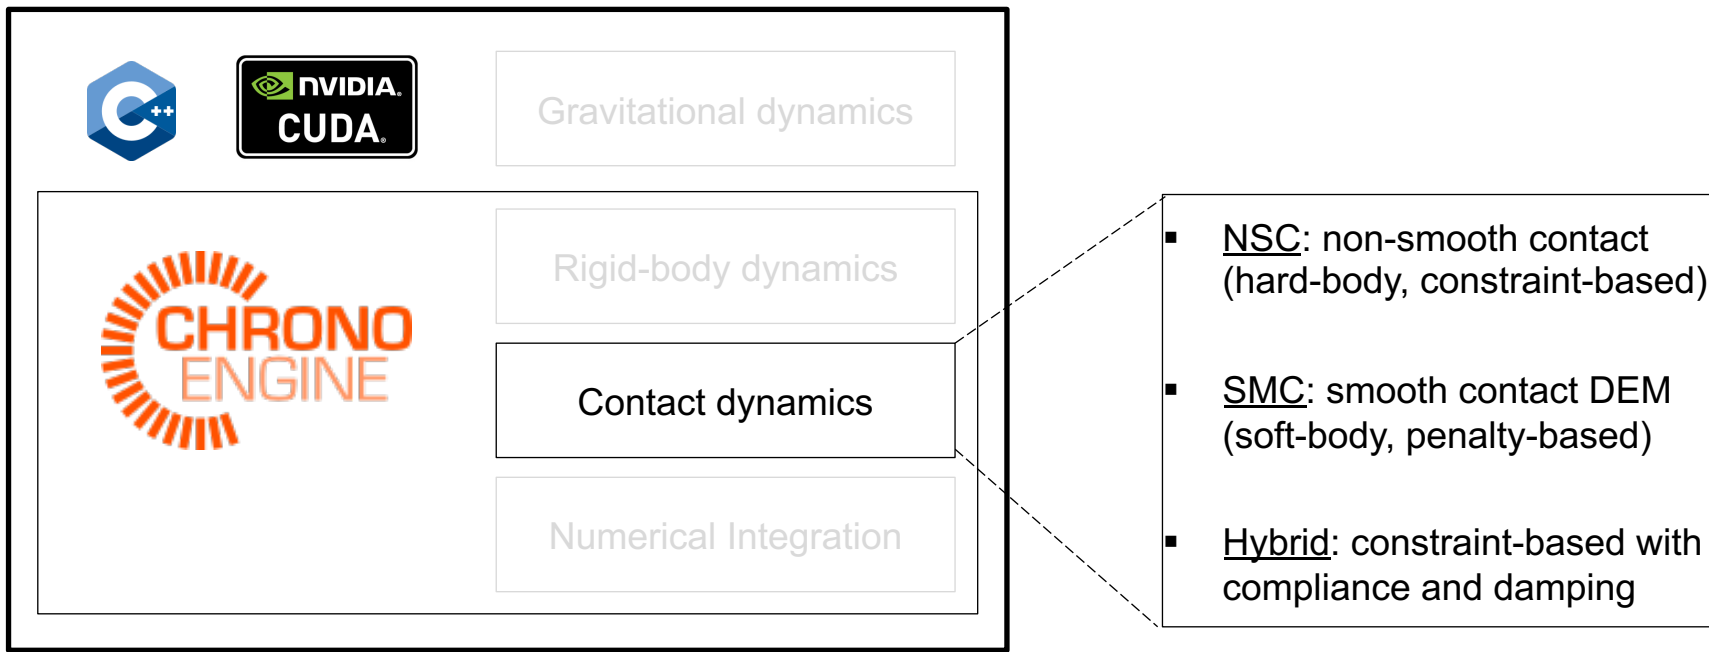 C++
NVIDIA.
CUDA.
Gravitational dynamics
CHRONO
ENGINE
Rigid-body dynamics
Contact dynamics
Numerical Integration
▪ NSC: non-smooth contact
(hard-body, constraint-based)
▪ SMC: smooth contact DEM
(soft-body, penalty-based)
▪ Hybrid: constraint-based with
compliance and damping